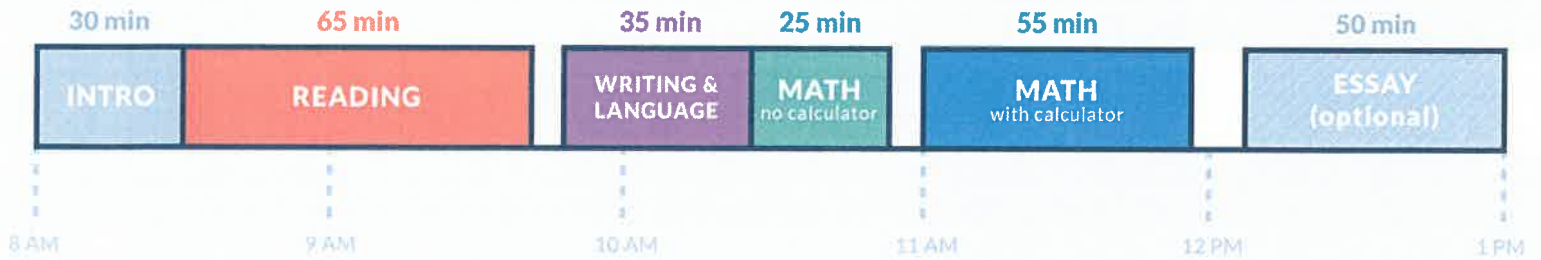 30 min
65 min
35 min
25 min
55 min
50 min
INTRO
READING
WRITING &
LANGUAGE
MATH
no calculator
MATH
with calculator
ESSAY
(optional)
8 AM
9 AM
10 AM
11 AM
12 PM
1 PM